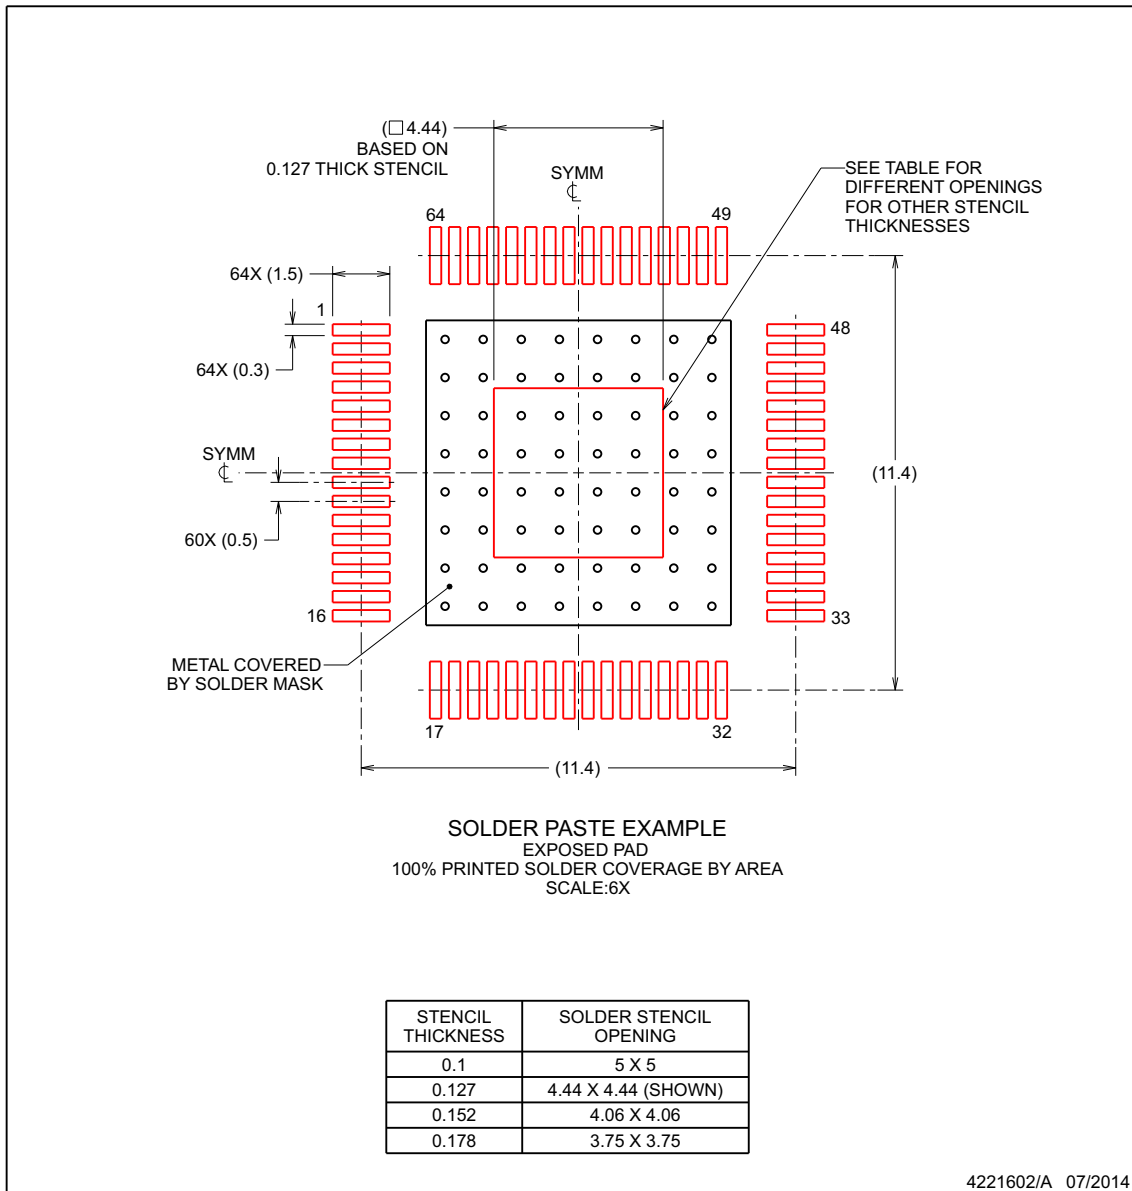 (□4.44)
BASED ON
0.127 THICK STENCIL
SYMM
℄
SEE TABLE FOR
DIFFERENT OPENINGS
FOR OTHER STENCIL
THICKNESSES
64
49
64X (1.5)
1
48
64X (0.3)
SYMM
℄
(11.4)
60X (0.5)
16
33
METAL COVERED
BY SOLDER MASK
17
32
(11.4)
SOLDER PASTE EXAMPLE
EXPOSED PAD
100% PRINTED SOLDER COVERAGE BY AREA
SCALE:6X
STENCIL
THICKNESS
SOLDER STENCIL
OPENING
0.1
5 X 5
0.127
4.44 X 4.44 (SHOWN)
0.152
4.06 X 4.06
0.178
3.75 X 3.75
4221602/A 07/2014